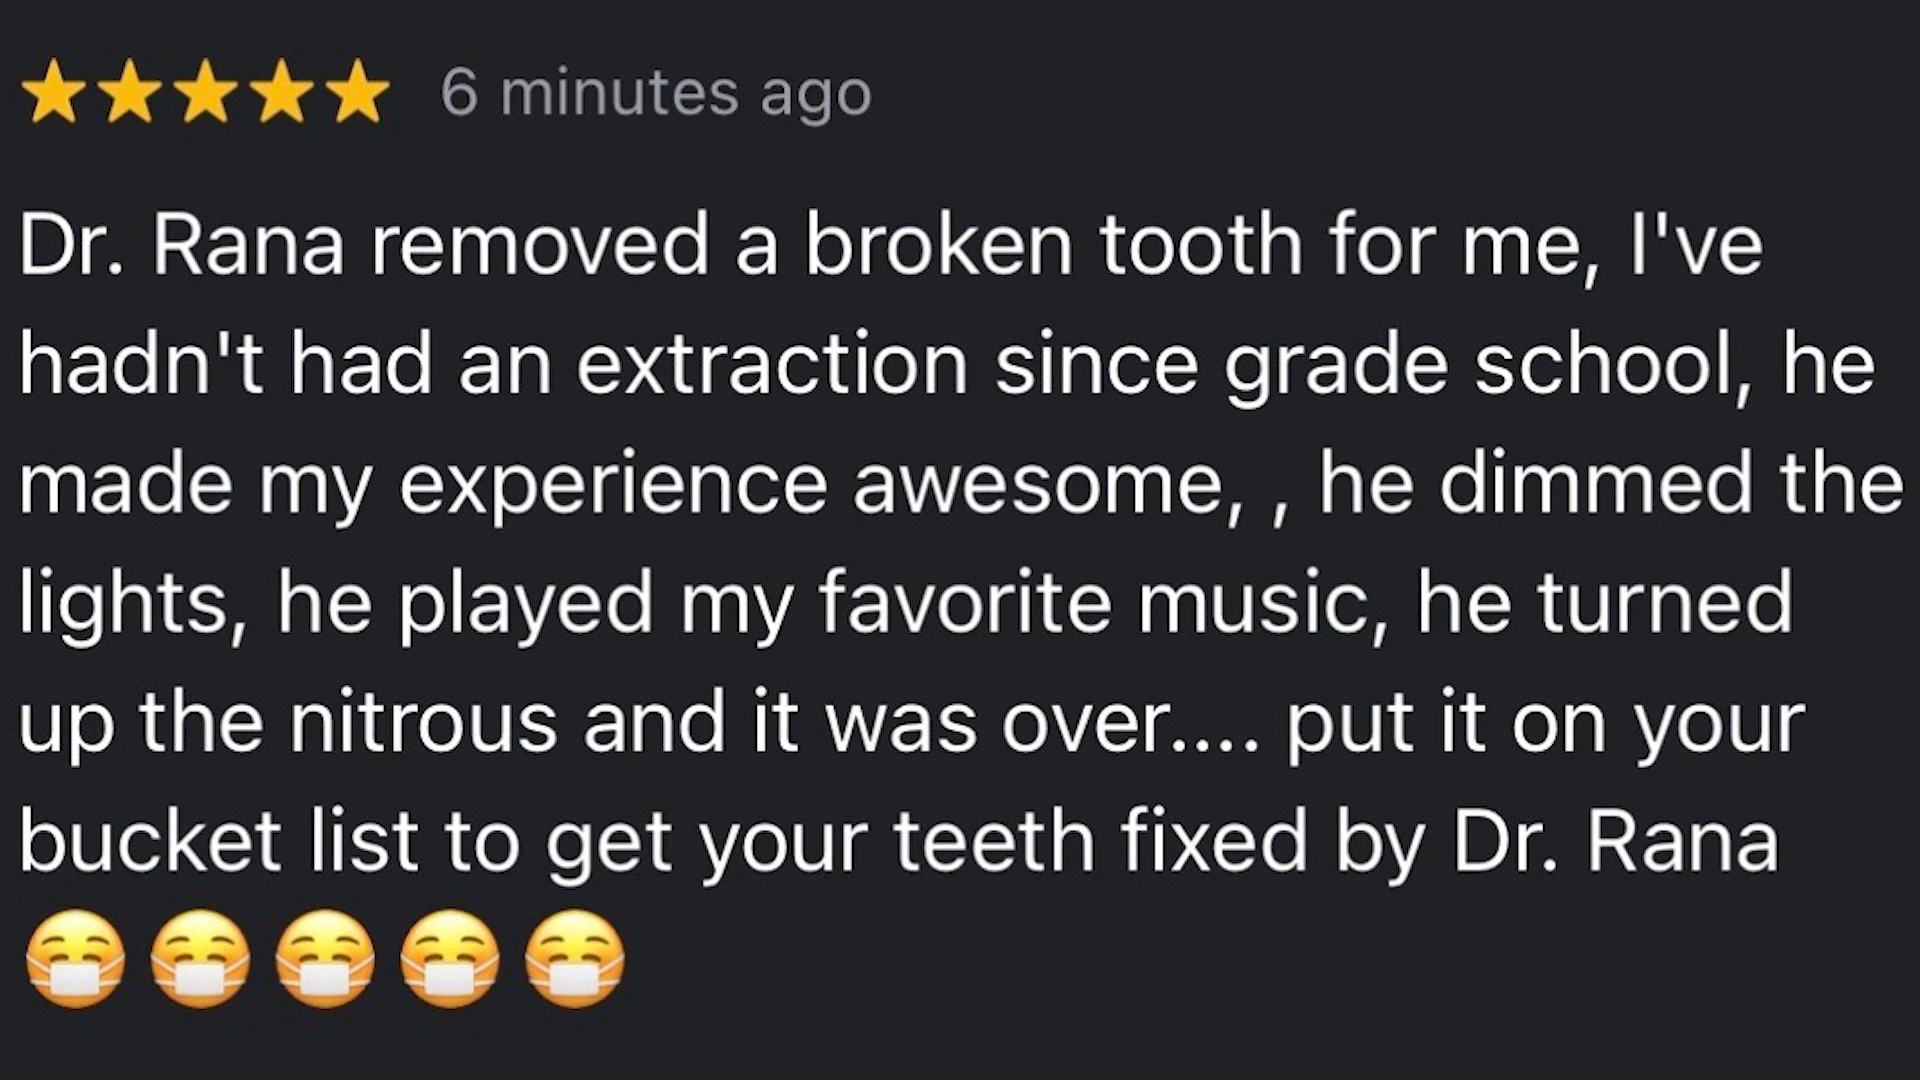 6 minutes ago
Dr. Rana removed a broken tooth for me, I've
hadn't had an extraction since grade school, he
made my experience awesome, , he dimmed the
lights, he played my favorite music, he turned
up the nitrous and it was over.... put it on your
bucket list to get your teeth fixed by Dr. Rana
😷😷😷😷😷